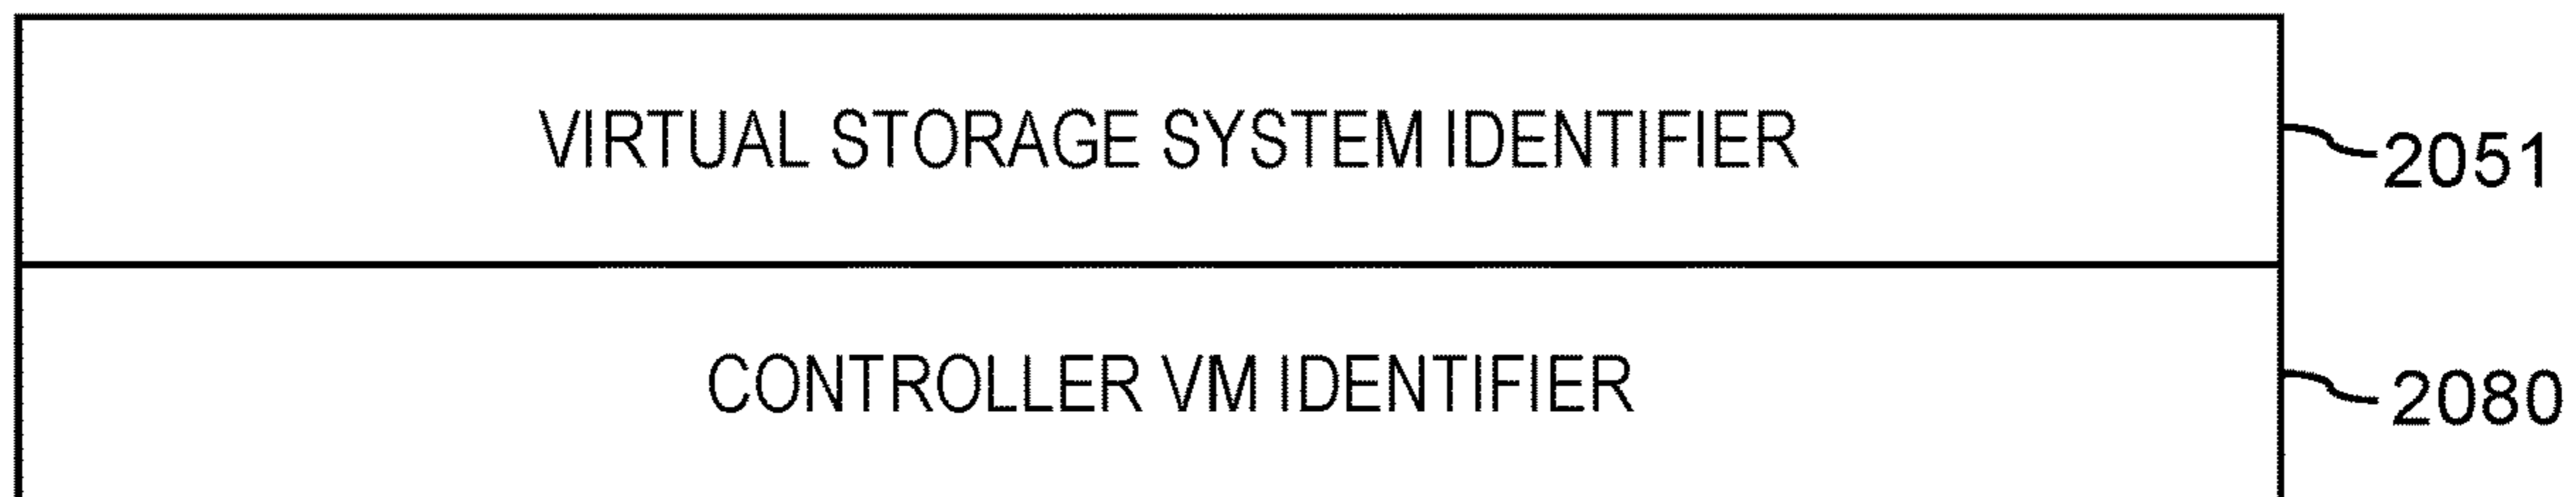 VIRTUAL STORAGE SYSTEM IDENTIFIER
2051
CONTROLLER VM IDENTIFIER
2080